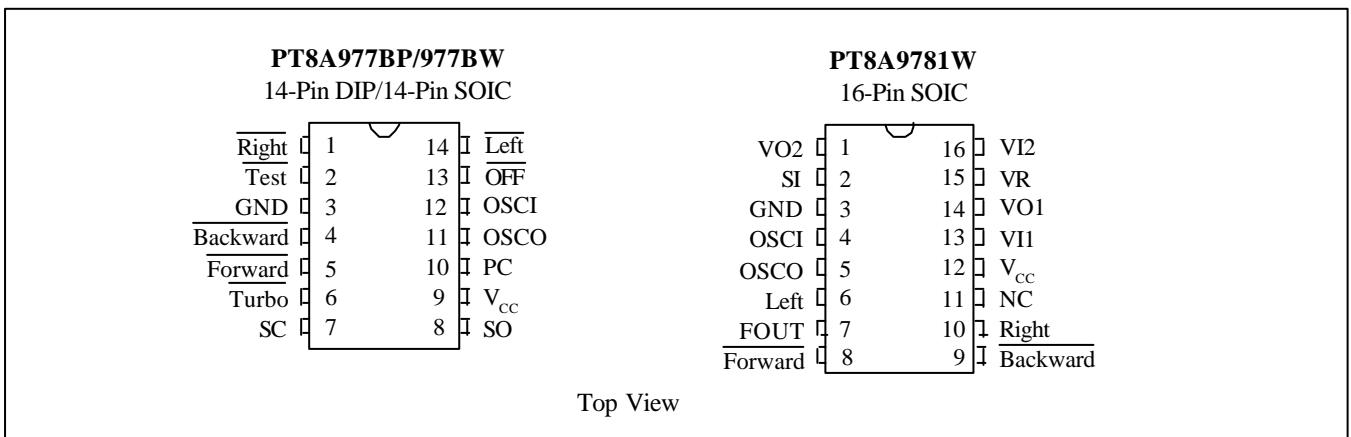 PT8A977BP/977BW
14-Pin DIP/14-Pin SOIC
Right 1 14 Left
Test 2 13 OFF
GND 3 12 OSCI
Backward 4 11 OSCO
Forward 5 10 PC
Turbo 6 9 VCC
SC 7 8 SO
PT8A9781W
16-Pin SOIC
VO2 1 16 VI2
SI 2 15 VR
GND 3 14 VO1
OSCI 4 13 VI1
OSCO 5 12 VCC
Left 6 11 NC
FOUT 7 10 Right
Forward 8 9 Backward
Top View